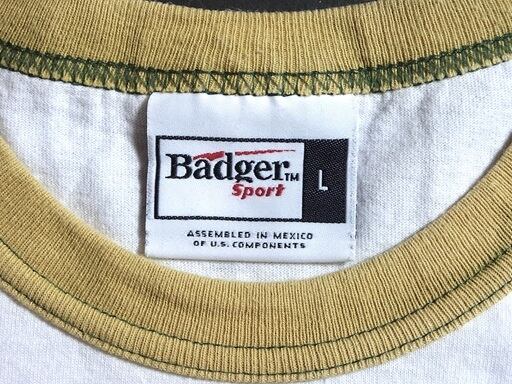 Badger™
Sport
L
ASSEMBLED IN MEXICO
OF U.S. COMPONENTS